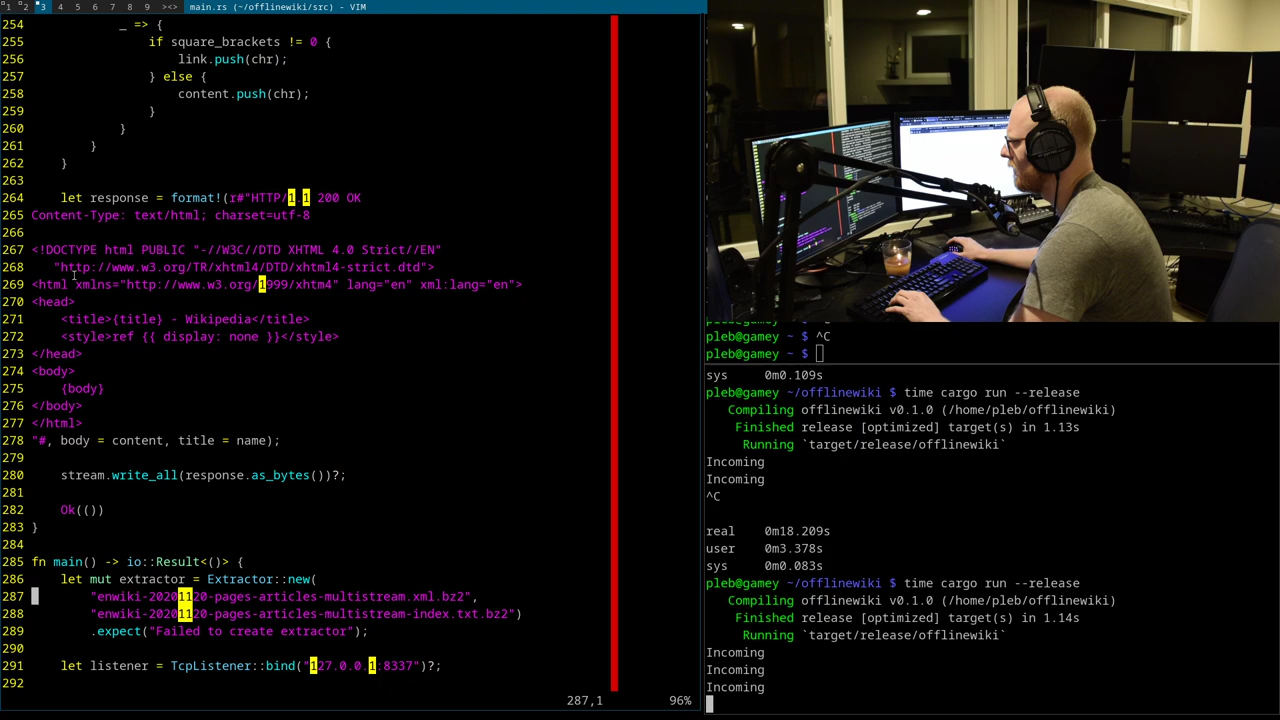 1 2 3 4 5 6 7 8 9 ><> main.rs (~/offlinewiki/src) - VIM
254             _ => {
255                 if square_brackets != 0 {
256                     link.push(chr);
257                 } else {
258                     content.push(chr);
259                 }
260             }
261         }
262     }
263
264     let response = format!(r#"HTTP/1.1 200 OK
265 Content-Type: text/html; charset=utf-8
266
267 <!DOCTYPE html PUBLIC "-//W3C//DTD XHTML 4.0 Strict//EN"
268     "http://www.w3.org/TR/xhtml4/DTD/xhtml4-strict.dtd">
269 <html xmlns="http://www.w3.org/1999/xhtm4" lang="en" xml:lang="en">
270 <head>
271     <title>{title} - Wikipedia</title>
272     <style>ref {{ display: none }}</style>
273 </head>
274 <body>
275     {body}
276 </body>
277 </html>
278 "#, body = content, title = name);
279
280     stream.write_all(response.as_bytes())?;
281
282     Ok(())
283 }
284
285 fn main() -> io::Result<()> {
286     let mut extractor = Extractor::new(
287         "enwiki-20201120-pages-articles-multistream.xml.bz2",
288         "enwiki-20201120-pages-articles-multistream-index.txt.bz2")
289         .expect("Failed to create extractor");
290
291     let listener = TcpListener::bind("127.0.0.1:8337")?;
292
287,1 96%
pleb@gamey ~ $ ^C
pleb@gamey ~ $
sys     0m0.109s
pleb@gamey ~/offlinewiki $ time cargo run --release
   Compiling offlinewiki v0.1.0 (/home/pleb/offlinewiki)
    Finished release [optimized] target(s) in 1.13s
     Running `target/release/offlinewiki`
Incoming
Incoming
^C
real    0m18.209s
user    0m3.378s
sys     0m0.083s
pleb@gamey ~/offlinewiki $ time cargo run --release
   Compiling offlinewiki v0.1.0 (/home/pleb/offlinewiki)
    Finished release [optimized] target(s) in 1.14s
     Running `target/release/offlinewiki`
Incoming
Incoming
Incoming